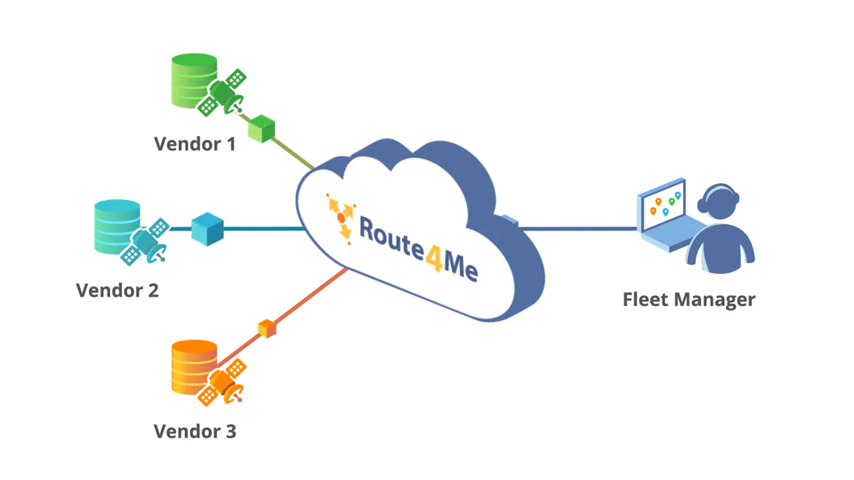 Vendor 1
Vendor 2
Route4Me
Fleet Manager
Vendor 3